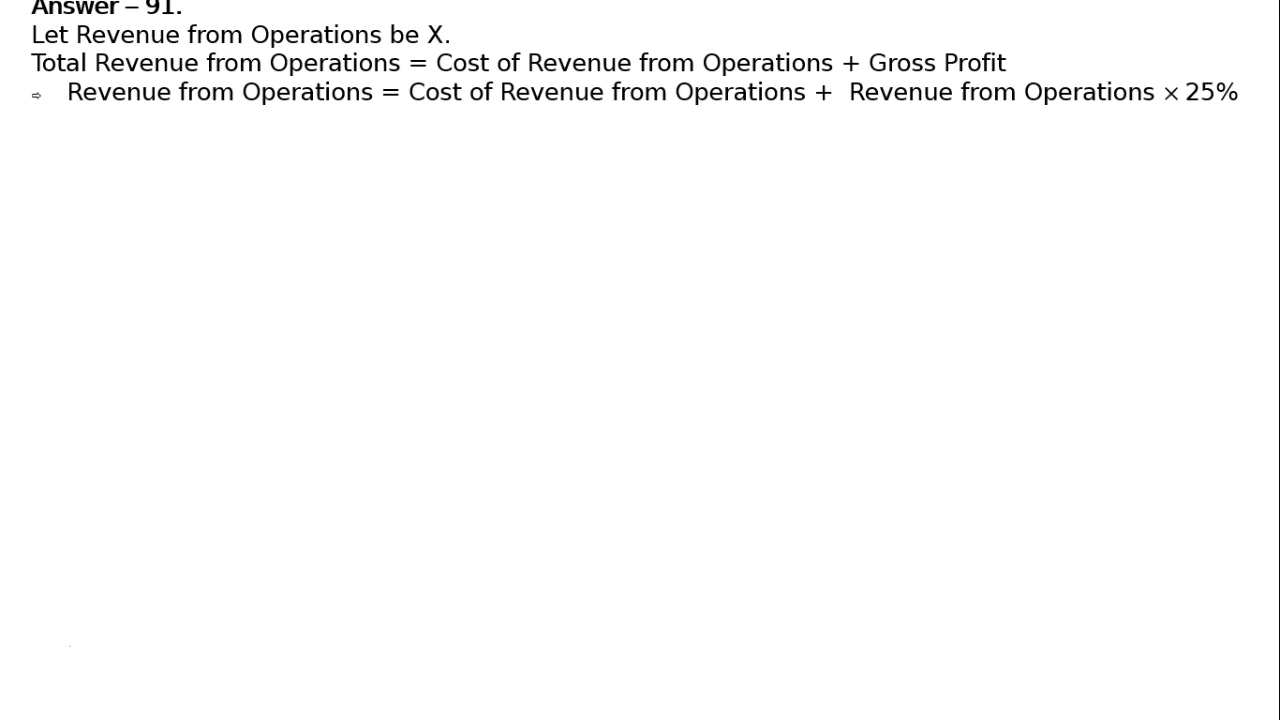 Answer – 91.
Let Revenue from Operations be X.
Total Revenue from Operations = Cost of Revenue from Operations + Gross Profit
⇨ Revenue from Operations = Cost of Revenue from Operations + Revenue from Operations × 25%